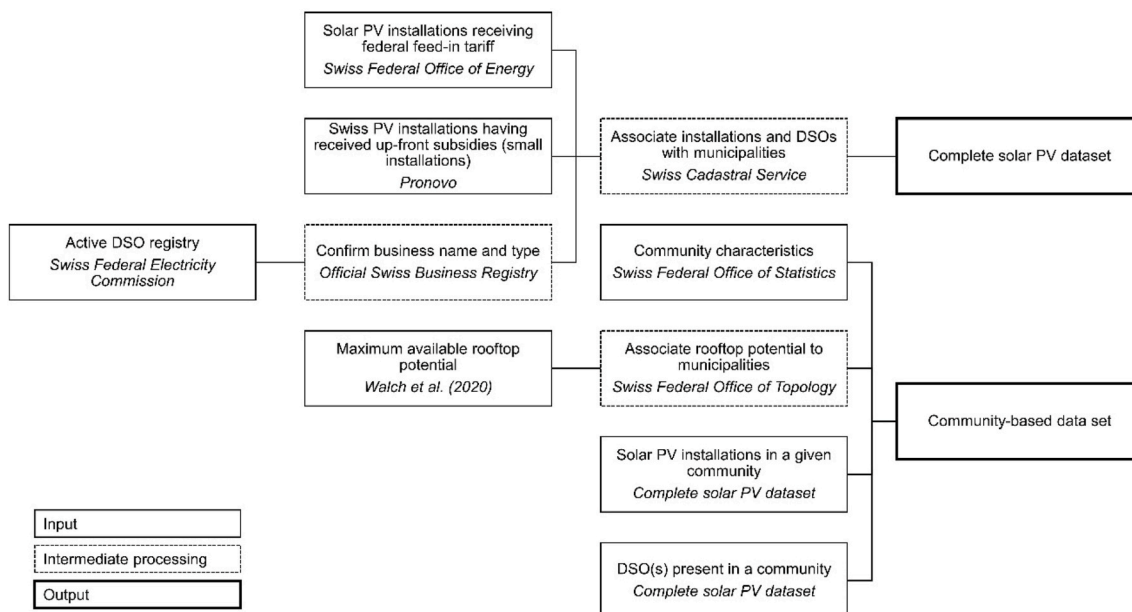 Solar PV installations receiving
federal feed-in tariff
Swiss Federal Office of Energy
Swiss PV installations having
received up-front subsidies (small
installations)
Pronovo
Associate installations and DSOs
with municipalities
Swiss Cadastral Service
Complete solar PV dataset
Active DSO registry
Swiss Federal Electricity
Commission
Confirm business name and type
Official Swiss Business Registry
Community characteristics
Swiss Federal Office of Statistics
Maximum available rooftop
potential
Walch et al. (2020)
Associate rooftop potential to
municipalities
Swiss Federal Office of Topology
Community-based data set
Solar PV installations in a given
community
Complete solar PV dataset
DSO(s) present in a community
Complete solar PV dataset
Input
Intermediate processing
Output